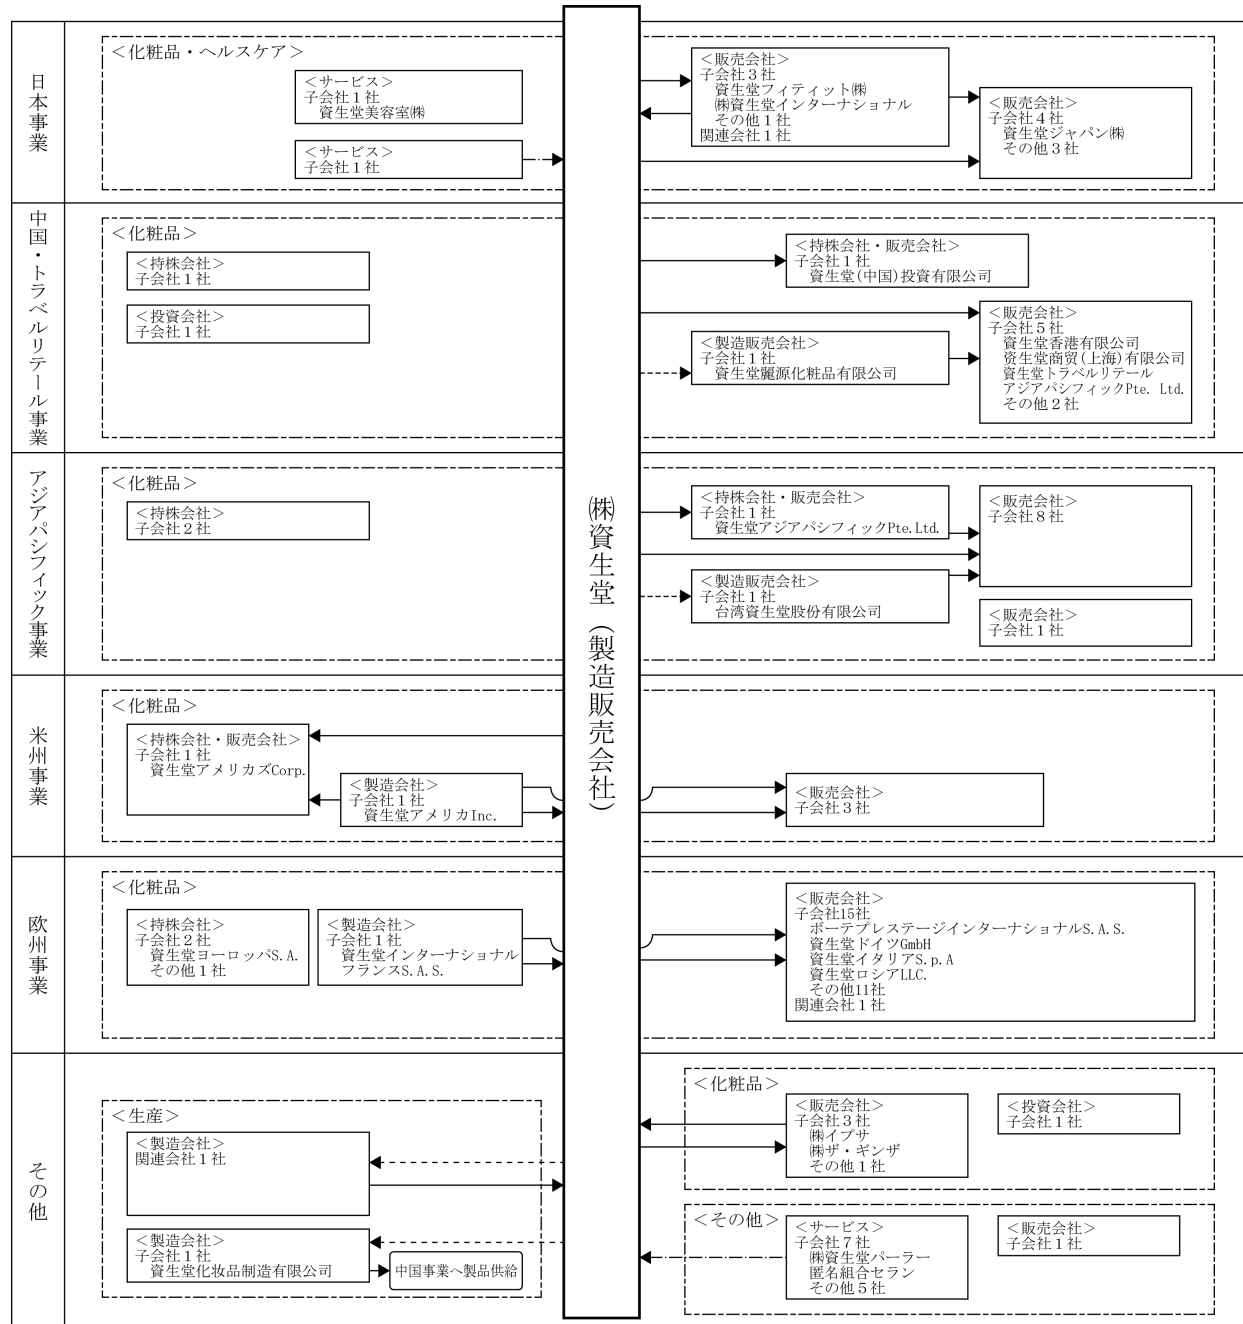 日本事業
＜化粧品・ヘルスケア＞
＜サービス＞
子会社１社
資生堂美容室㈱
＜サービス＞
子会社１社
＜販売会社＞
子会社３社
資生堂フィティット㈱
㈱資生堂インターナショナル
その他１社
関連会社１社
＜販売会社＞
子会社４社
資生堂ジャパン㈱
その他３社
中国・トラベルリテール事業
＜化粧品＞
＜持株会社＞
子会社１社
＜投資会社＞
子会社１社
＜持株会社・販売会社＞
子会社１社
資生堂(中国)投資有限公司
＜製造販売会社＞
子会社１社
資生堂麗源化粧品有限公司
＜販売会社＞
子会社５社
資生堂香港有限公司
资生堂商贸(上海)有限公司
資生堂トラベルリテール
アジアパシフィックPte. Ltd.
その他２社
アジアパシフィック事業
＜化粧品＞
＜持株会社＞
子会社２社
＜持株会社・販売会社＞
子会社１社
資生堂アジアパシフィックPte.Ltd.
＜製造販売会社＞
子会社１社
台湾資生堂股份有限公司
＜販売会社＞
子会社８社
＜販売会社＞
子会社１社
㈱資生堂（製造販売会社）
米州事業
＜化粧品＞
＜持株会社・販売会社＞
子会社１社
資生堂アメリカズCorp.
＜製造会社＞
子会社１社
資生堂アメリカInc.
＜販売会社＞
子会社３社
欧州事業
＜化粧品＞
＜持株会社＞
子会社２社
資生堂ヨーロッパS.A.
その他１社
＜製造会社＞
子会社１社
資生堂インターナショナル
フランスS.A.S.
＜販売会社＞
子会社15社
ボーテプレステージインターナショナルS.A.S.
資生堂ドイツGmbH
資生堂イタリアS.p.A
資生堂ロシアLLC.
その他11社
関連会社１社
その他
＜生産＞
＜製造会社＞
関連会社１社
＜製造会社＞
子会社１社
資生堂化妆品制造有限公司
中国事業へ製品供給
＜化粧品＞
＜販売会社＞
子会社３社
㈱イプサ
㈱ザ・ギンザ
その他１社
＜投資会社＞
子会社１社
＜その他＞
＜サービス＞
子会社７社
㈱資生堂パーラー
匿名組合セラン
その他５社
＜販売会社＞
子会社１社